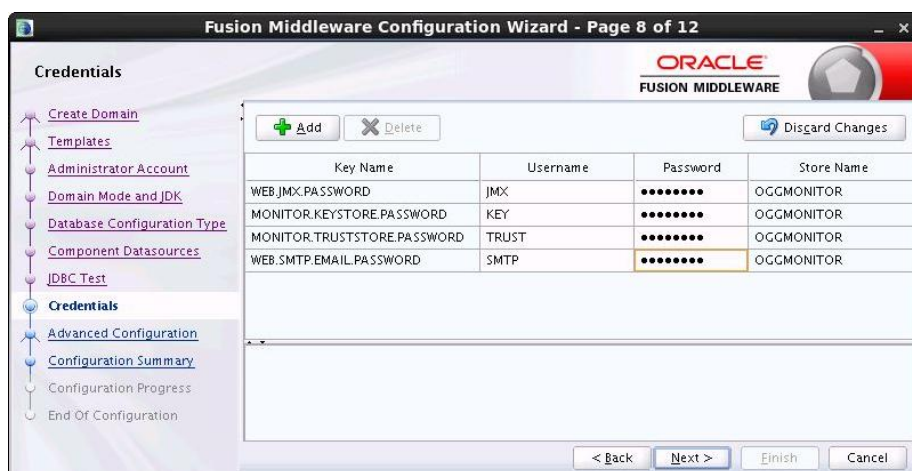 Fusion Middleware Configuration Wizard - Page 8 of 12
Credentials
ORACLE
FUSION MIDDLEWARE
Create Domain
Templates
Administrator Account
Domain Mode and JDK
Database Configuration Type
Component Datasources
JDBC Test
Credentials
Advanced Configuration
Configuration Summary
Configuration Progress
End Of Configuration
Add Delete Discard Changes
Key Name Username Password Store Name
WEB.JMX.PASSWORD JMX •••••••• OGGMONITOR
MONITOR.KEYSTORE.PASSWORD KEY •••••••• OGGMONITOR
MONITOR.TRUSTSTORE.PASSWORD TRUST •••••••• OGGMONITOR
WEB.SMTP.EMAIL.PASSWORD SMTP •••••••• OGGMONITOR
< Back Next > Finish Cancel